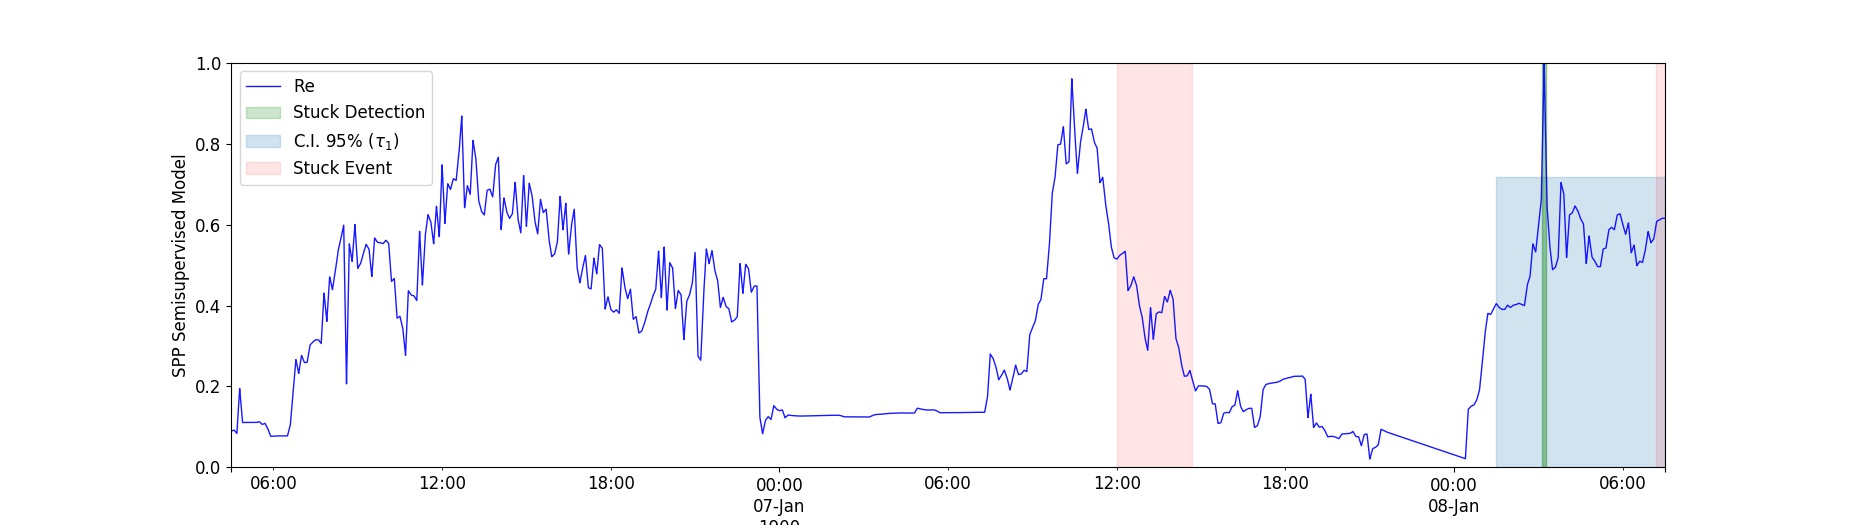 SPP Semisupervised Model
1.0
0.8
0.6
0.4
0.2
0.0
Re
Stuck Detection
C.I. 95% (τ₁)
Stuck Event
06:00 12:00 18:00 00:00 06:00 12:00 18:00 00:00 06:00
07-Jan 08-Jan
1900